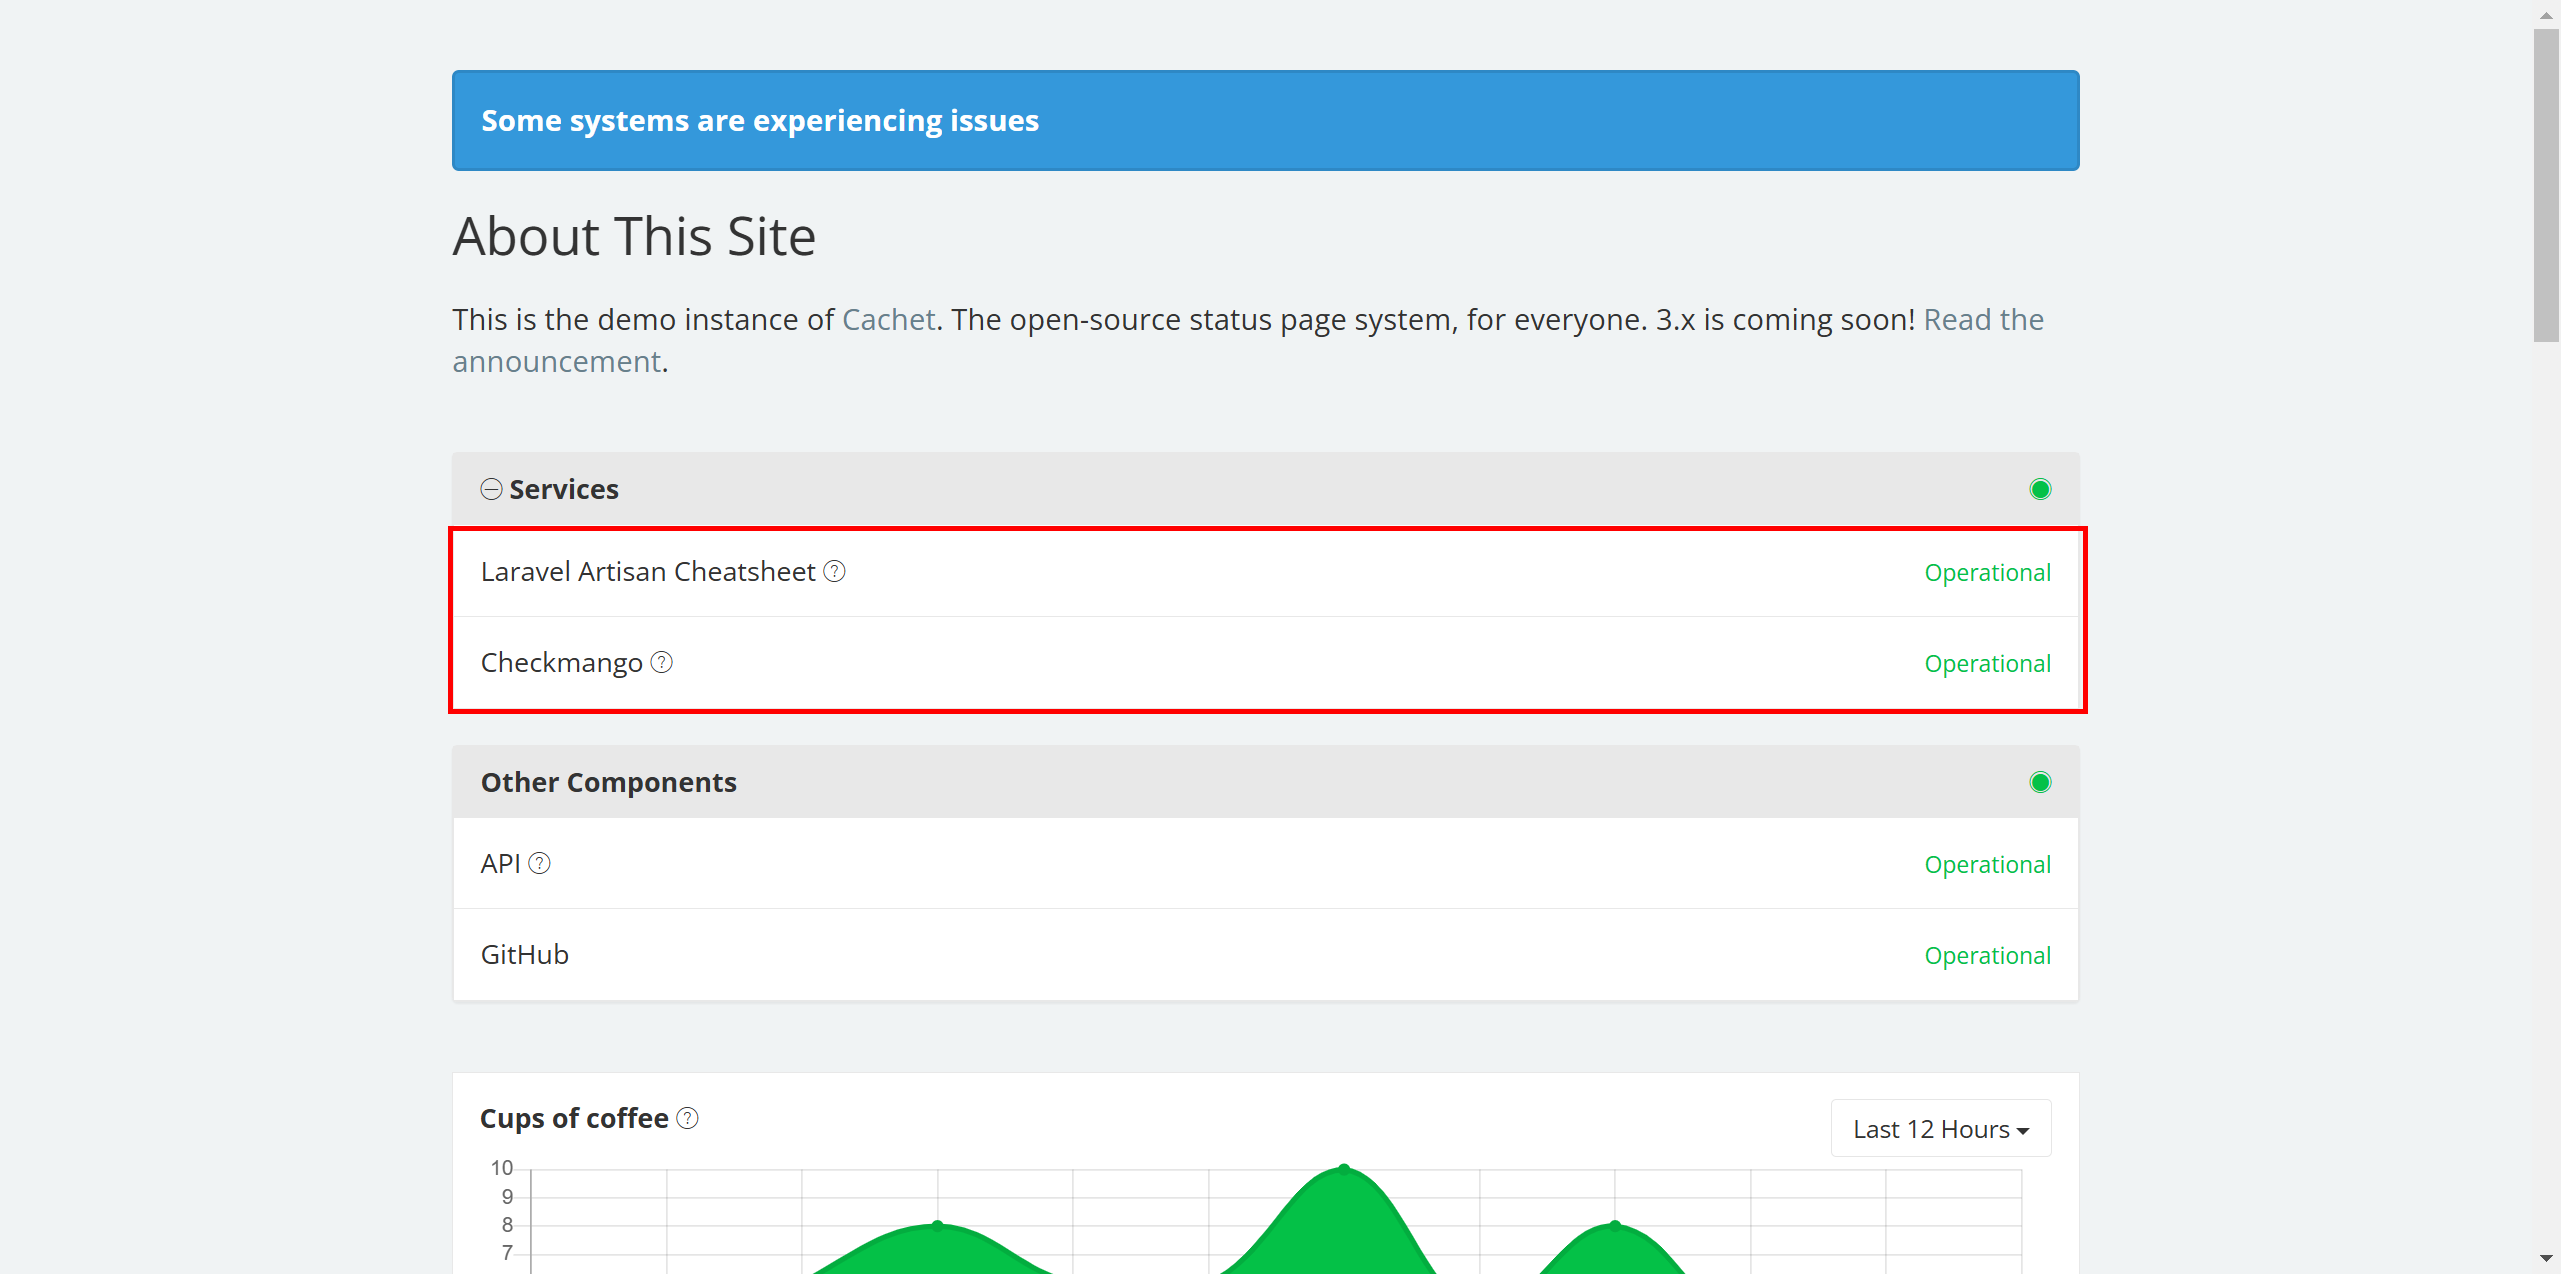 Some systems are experiencing issues
About This Site
This is the demo instance of Cachet. The open-source status page system, for everyone. 3.x is coming soon! Read the
announcement.
Services
Laravel Artisan Cheatsheet ? Operational
Checkmango ? Operational
Other Components
API ? Operational
GitHub Operational
Cups of coffee ? Last 12 Hours
10
9
8
7